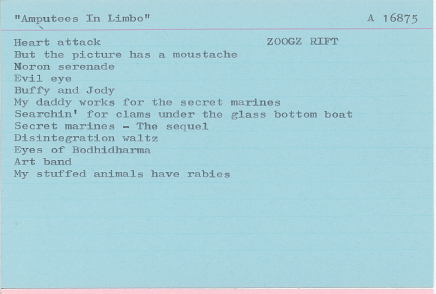 "Amputees In Limbo" A 16875
Heart attack ZOOGZ RIFT
But the picture has a moustache
Noron serenade
Evil eye
Buffy and Jody
My daddy works for the secret marines
Searchin' for clams under the glass bottom boat
Secret marines - The sequel
Disintegration waltz
Eyes of Bodhidharma
Art band
My stuffed animals have rabies